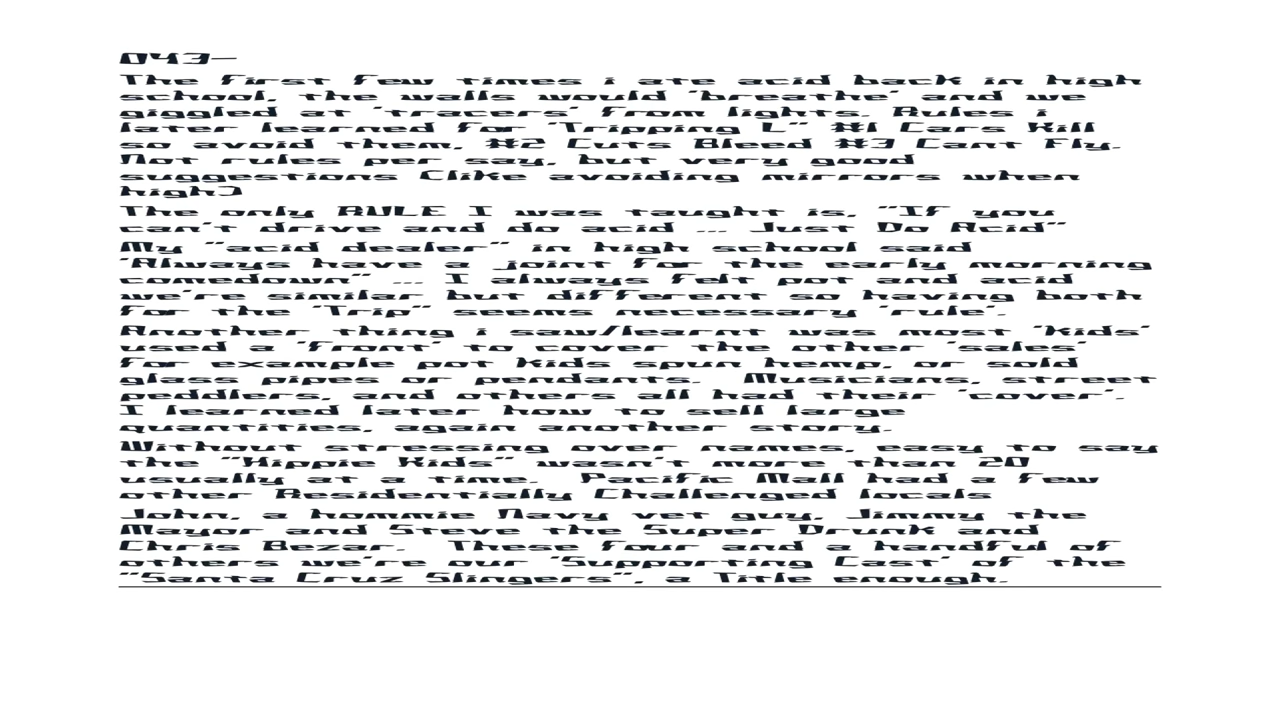 043—
The first few times i ate acid back in high
school, the walls would 'breathe' and we
giggled at 'tracers' from lights. Rules i
later learned for 'Tripping L" #1 Cars Kill
so avoid them, #2 Cuts Bleed #3 Cant Fly.
Not rules per say, but very good
suggestions (like avoiding mirrors when
high)
The only RULE I was taught is, "If you
can't drive and do acid ... Just Do Acid"
My "acid dealer" in high school said
'Always have a joint for the early morning
comedown" ... I always felt pot and acid
we're similar but different so having both
for the 'Trip" seems necessary 'rule'.
Another thing i saw/learnt was most 'kids'
used a 'front' to cover the other 'sales'
for example pot kids spun hemp, or sold
glass pipes or pendants. Musicians, street
peddlers, and others all had their 'cover'.
I learned later how to sell large
quantities, again another story.
Without stressing over names, easy to say
the "Hippie Kids" wasn't more than 20
usually at a time. Pacific Mall had a few
other Residentially Challenged locals
John, a hommie Navy vet guy, Jimmy the
Mayor and Steve the Super Drunk and
Chris Bezar. These four and a handful of
others we're our 'Supporting Cast' of the
"Santa Cruz Slingers", a Title enough.